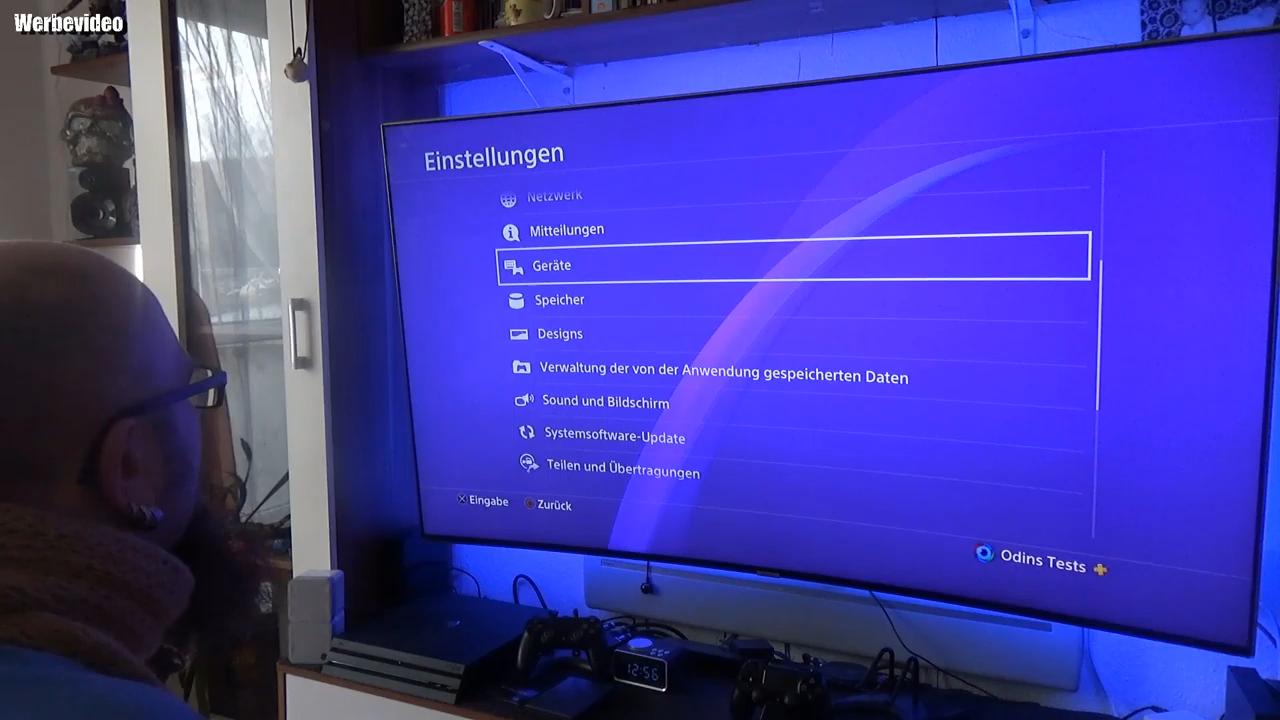 Werbevideo
Einstellungen
Netzwerk
Mitteilungen
Geräte
Speicher
Designs
Verwaltung der von der Anwendung gespeicherten Daten
Sound und Bildschirm
Systemsoftware-Update
Teilen und Übertragungen
Eingabe Zurück
Odins Tests
12:56